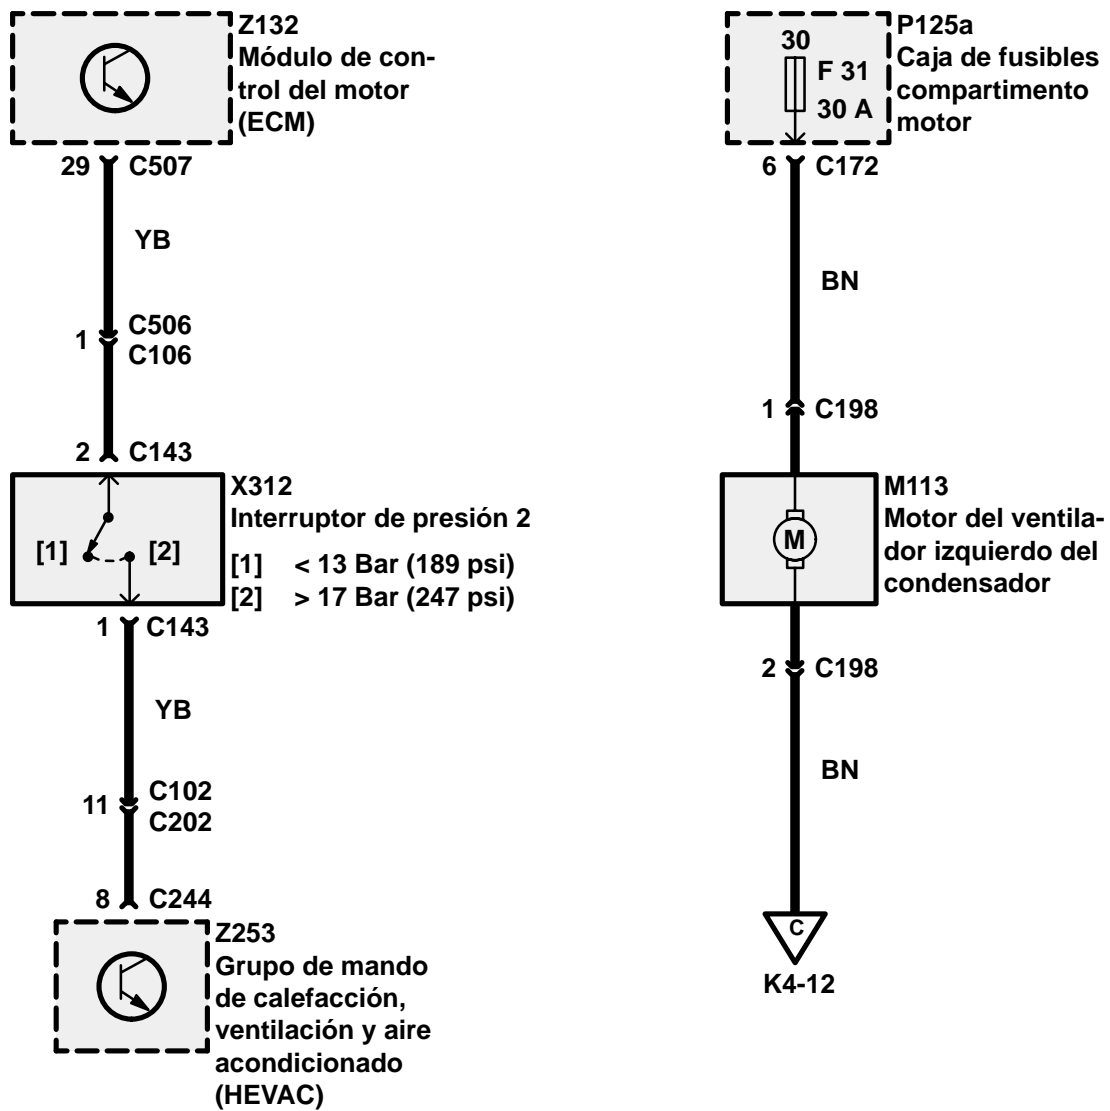 Z132
Módulo de con-
trol del motor
(ECM)
29 C507
YB
1 C506
C106
2 C143
X312
Interruptor de presión 2
[1] [2]
[1] < 13 Bar (189 psi)
[2] > 17 Bar (247 psi)
1 C143
YB
11 C102
C202
8 C244
Z253
Grupo de mando
de calefacción,
ventilación y aire
acondicionado
(HEVAC)
30
F 31
30 A
P125a
Caja de fusibles
compartimento
motor
6 C172
BN
1 C198
M
M113
Motor del ventila-
dor izquierdo del
condensador
2 C198
BN
C
K4-12